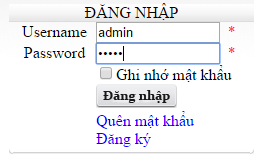 ĐĂNG NHẬP
Username admin *
Password ••••• *
Ghi nhớ mật khẩu
Đăng nhập
Quên mật khẩu
Đăng ký